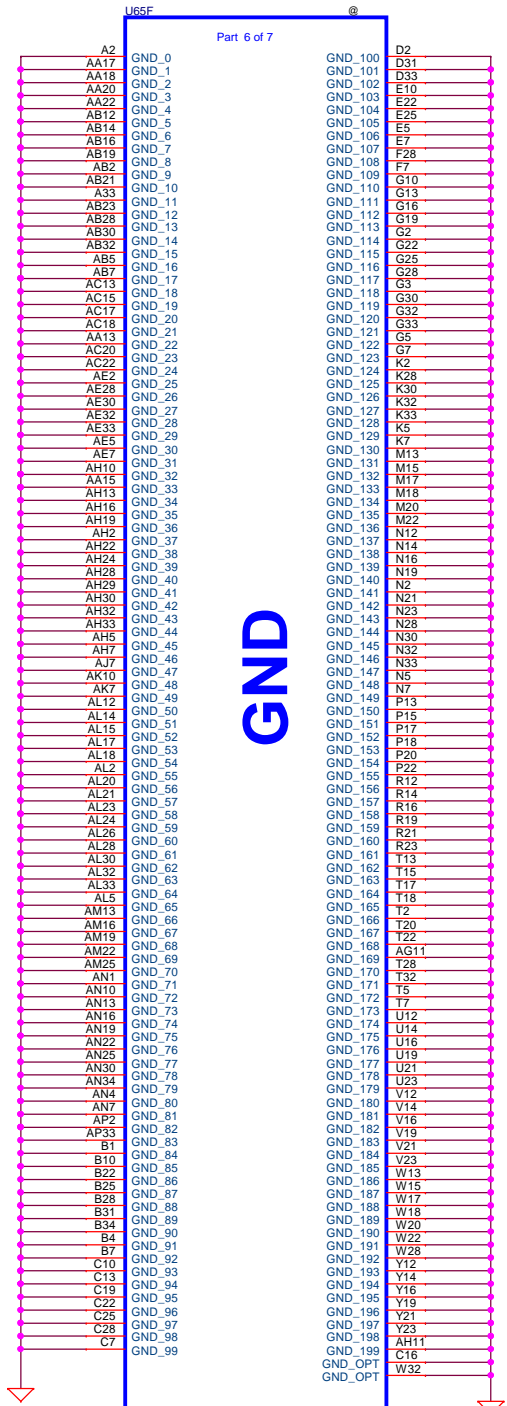 U65F @
Part 6 of 7
A2 GND_0 GND_100 D2
AA17 GND_1 GND_101 D31
AA18 GND_2 GND_102 D33
AA20 GND_3 GND_103 E10
AA22 GND_4 GND_104 E22
AB12 GND_5 GND_105 E25
AB14 GND_6 GND_106 E5
AB16 GND_7 GND_107 E7
AB19 GND_8 GND_108 F28
AB2 GND_9 GND_109 F7
AB21 GND_10 GND_110 G10
A33 GND_11 GND_111 G13
AB23 GND_12 GND_112 G16
AB28 GND_13 GND_113 G19
AB30 GND_14 GND_114 G2
AB32 GND_15 GND_115 G22
AB5 GND_16 GND_116 G25
AB7 GND_17 GND_117 G28
AC13 GND_18 GND_118 G3
AC15 GND_19 GND_119 G30
AC17 GND_20 GND_120 G32
AC18 GND_21 GND_121 G33
AA13 GND_22 GND_122 G5
AC20 GND_23 GND_123 G7
AC22 GND_24 GND_124 K2
AE2 GND_25 GND_125 K28
AE28 GND_26 GND_126 K30
AE30 GND_27 GND_127 K32
AE32 GND_28 GND_128 K33
AE33 GND_29 GND_129 K5
AE5 GND_30 GND_130 K7
AE7 GND_31 GND_131 M13
AH10 GND_32 GND_132 M15
AA15 GND_33 GND_133 M17
AH13 GND_34 GND_134 M18
AH16 GND_35 GND_135 M20
AH19 GND_36 GND_136 M22
AH2 GND_37 GND_137 N12
AH22 GND_38 GND_138 N14
AH24 GND_39 GND_139 N16
AH28 GND_40 GND_140 N19
AH29 GND_41 GND_141 N2
AH30 GND_42 GND_142 N21
AH32 GND_43 GND_143 N23
AH33 GND_44 GND_144 N28
AH5 GND_45 GND_145 N30
AH7 GND_46 GND_146 N32
AJ7 GND_47 GND_147 N33
AK10 GND_48 GND_148 N5
AK7 GND_49 GND_149 N7
AL12 GND_50 GND_150 P13
AL14 GND_51 GND_151 P15
AL15 GND_52 GND_152 P17
AL17 GND_53 GND_153 P18
AL18 GND_54 GND_154 P20
AL2 GND_55 GND_155 P22
AL20 GND_56 GND_156 R12
AL21 GND_57 GND_157 R14
AL23 GND_58 GND_158 R16
AL24 GND_59 GND_159 R19
AL26 GND_60 GND_160 R21
AL28 GND_61 GND_161 R23
AL30 GND_62 GND_162 T13
AL32 GND_63 GND_163 T15
AL33 GND_64 GND_164 T17
AL5 GND_65 GND_165 T18
AM13 GND_66 GND_166 T2
AM16 GND_67 GND_167 T20
AM19 GND_68 GND_168 T22
AM22 GND_69 GND_169 AG11
AM25 GND_70 GND_170 T28
AN1 GND_71 GND_171 T32
AN10 GND_72 GND_172 T5
AN13 GND_73 GND_173 T7
AN16 GND_74 GND_174 U12
AN19 GND_75 GND_175 U14
AN22 GND_76 GND_176 U16
AN25 GND_77 GND_177 U19
AN30 GND_78 GND_178 U21
AN34 GND_79 GND_179 U23
AN4 GND_80 GND_180 V12
AN7 GND_81 GND_181 V14
AP2 GND_82 GND_182 V16
AP33 GND_83 GND_183 V19
B1 GND_84 GND_184 V21
B10 GND_85 GND_185 V23
B22 GND_86 GND_186 W13
B25 GND_87 GND_187 W15
B28 GND_88 GND_188 W17
B31 GND_89 GND_189 W18
B34 GND_90 GND_190 W20
B4 GND_91 GND_191 W22
B7 GND_92 GND_192 W28
C10 GND_93 GND_193 Y12
C13 GND_94 GND_194 Y14
C19 GND_95 GND_195 Y16
C22 GND_96 GND_196 Y19
C25 GND_97 GND_197 Y21
C28 GND_98 GND_198 Y23
C7 GND_99 GND_199 AH11
GND_OPT C16
GND_OPT W32
GND